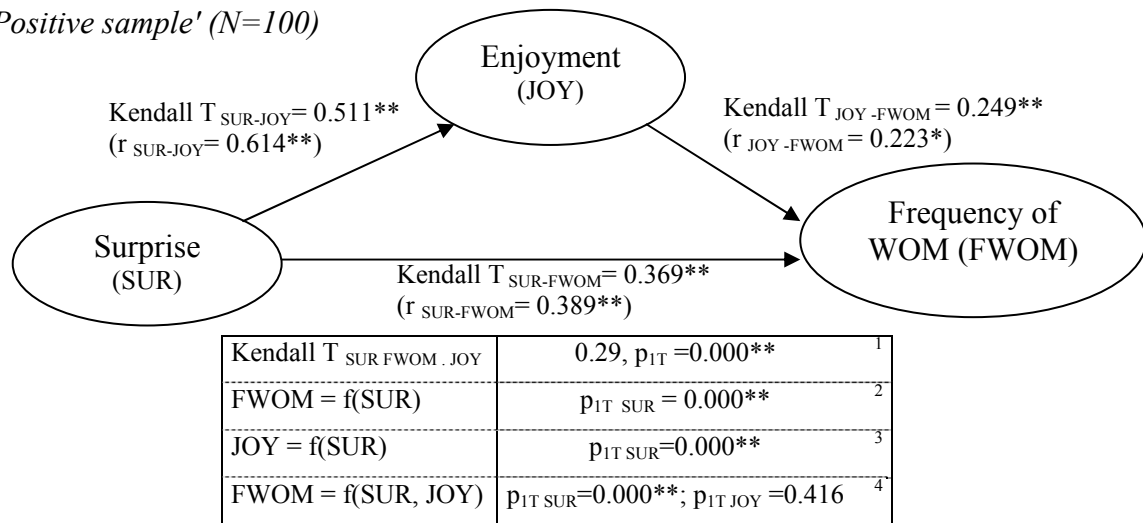 Positive sample' (N=100)
Enjoyment
(JOY)
Kendall T SUR-JOY= 0.511**
(r SUR-JOY= 0.614**)
Kendall T JOY -FWOM = 0.249**
(r JOY -FWOM = 0.223*)
Surprise
(SUR)
Frequency of
WOM (FWOM)
Kendall T SUR-FWOM= 0.369**
(r SUR-FWOM= 0.389**)
Kendall T SUR FWOM . JOY 0.29, p1T =0.000** 1
FWOM = f(SUR) p1T SUR = 0.000** 2
JOY = f(SUR) p1T SUR=0.000** 3
FWOM = f(SUR, JOY) p1T SUR=0.000**; p1T JOY =0.416 4